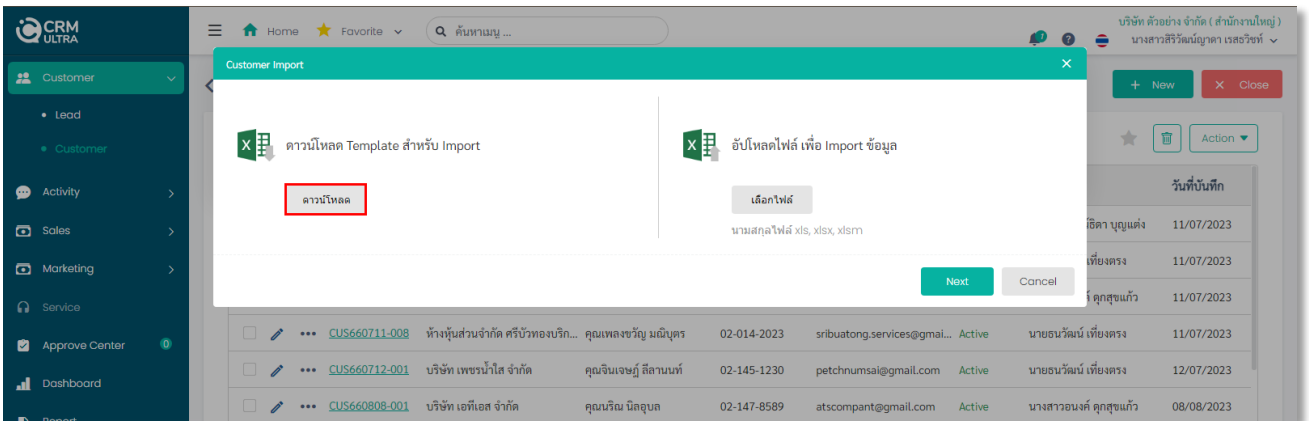 CRM
ULTRA
Home Favorite ค้นหาเมนู ...
บริษัท ตัวอย่าง จำกัด ( สำนักงานใหญ่ )
นางสาวสิริวัฒน์ญาดา เรสธวิชท์
Customer
Lead
Customer
Activity
Sales
Marketing
Service
Approve Center 0
Dashboard
Report
Customer Import
ดาวน์โหลด Template สำหรับ Import
ดาวน์โหลด
อัปโหลดไฟล์ เพื่อ Import ข้อมูล
เลือกไฟล์
นามสกุลไฟล์ xls, xlsx, xlsm
Next Cancel
+ New × Close
Action
วันที่บันทึก
บุญแต่ง 11/07/2023
เที่ยงตรง 11/07/2023
ดุกสุขแก้ว 11/07/2023
CUS660711-008 ห้างหุ้นส่วนจำกัด ศรีบัวทองบริก... คุณเพลงขวัญ มณิบุตร 02-014-2023 sribuatong.services@gmai... Active นายธนวัฒน์ เที่ยงตรง 11/07/2023
CUS660712-001 บริษัท เพชรน้ำใส จำกัด คุณจินเจษฎ์ ลีลานนท์ 02-145-1230 petchnumsai@gmail.com Active นายธนวัฒน์ เที่ยงตรง 12/07/2023
CUS660808-001 บริษัท เอทีเอส จำกัด คุณนริณ นิลอุบล 02-147-8589 atscompant@gmail.com Active นางสาวอนงค์ ดุกสุขแก้ว 08/08/2023